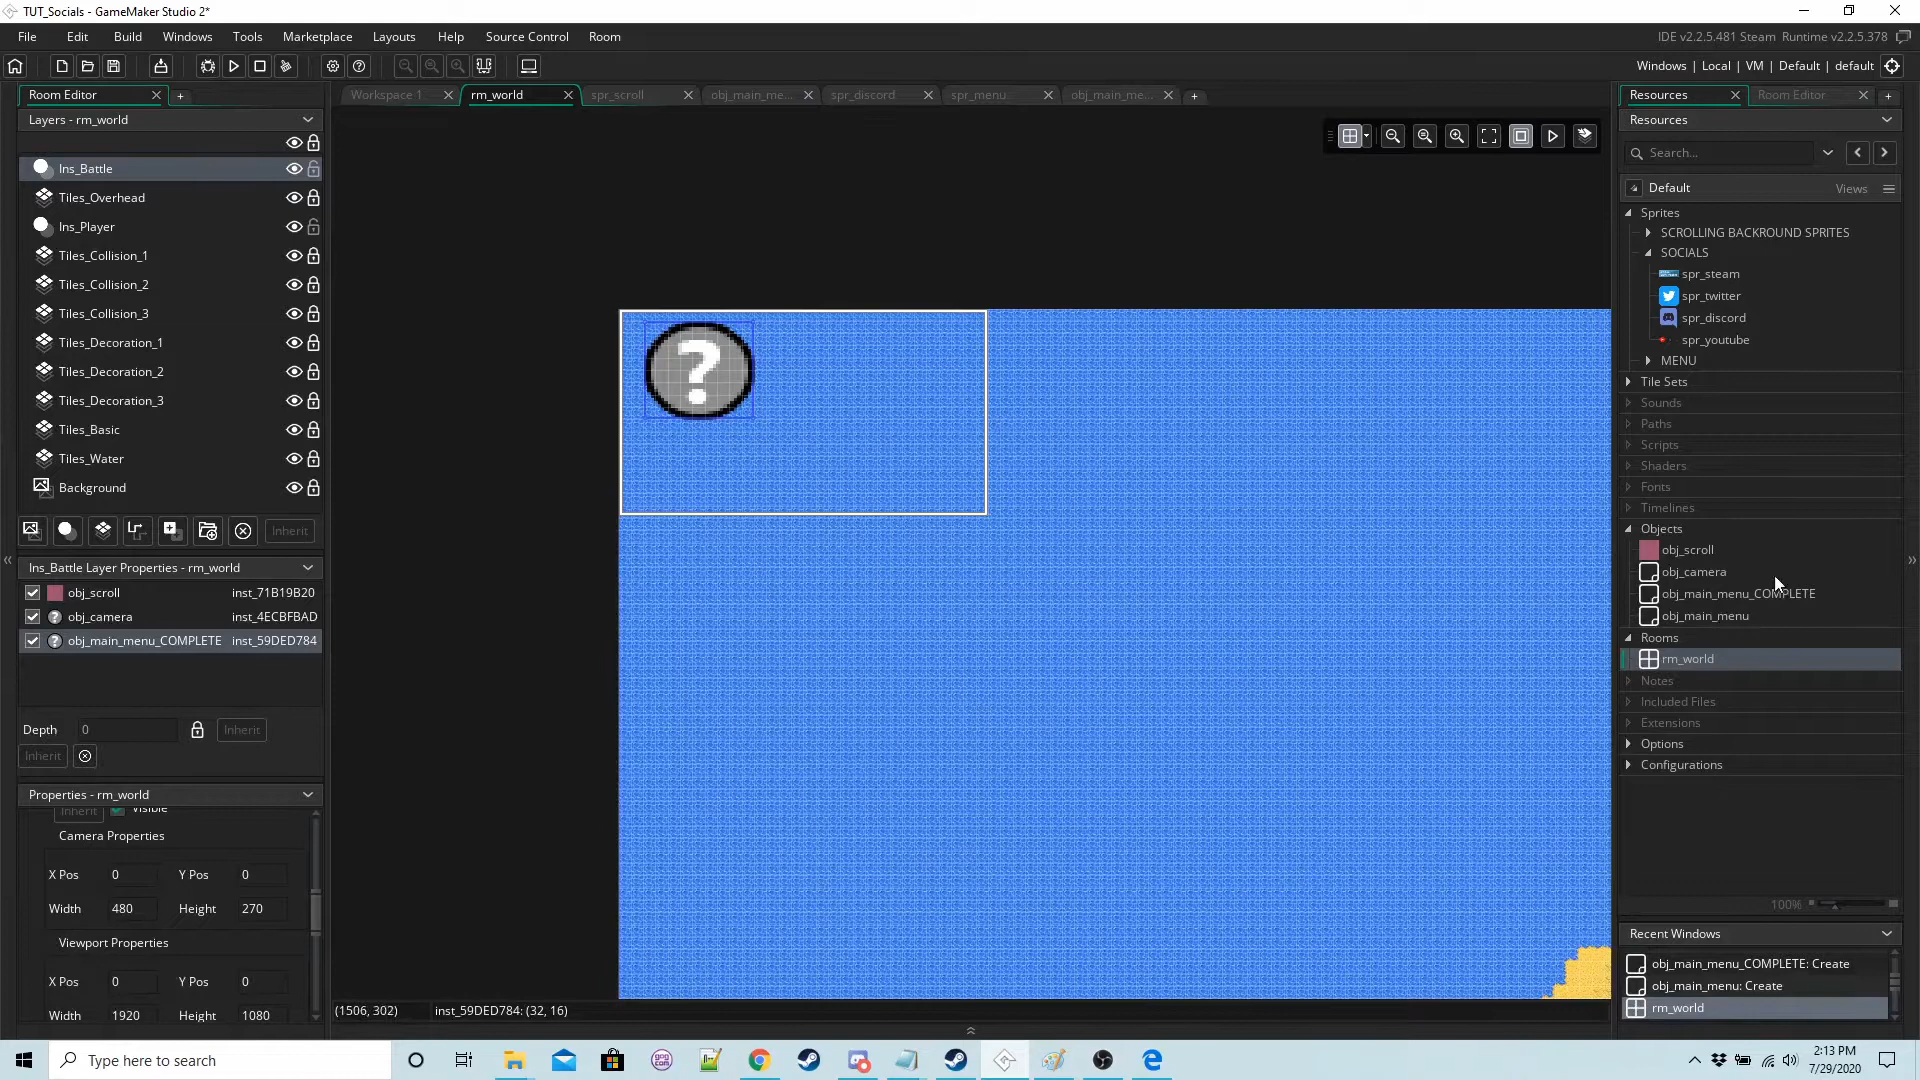 TUT_Socials - GameMaker Studio 2*
File Edit Build Windows Tools Marketplace Layouts Help Source Control Room
IDE v2.2.5.481 Steam Runtime v2.2.5.378
Windows | Local | VM | Default | default
Room Editor
Layers - rm_world
Ins_Battle
Tiles_Overhead
Ins_Player
Tiles_Collision_1
Tiles_Collision_2
Tiles_Collision_3
Tiles_Decoration_1
Tiles_Decoration_2
Tiles_Decoration_3
Tiles_Basic
Tiles_Water
Background
Inherit
Ins_Battle Layer Properties - rm_world
obj_scroll inst_71B19B20
obj_camera inst_4ECBFBAD
obj_main_menu_COMPLETE inst_59DED784
Depth 0 Inherit
Inherit
Properties - rm_world
Inherit Visible
Camera Properties
X Pos 0 Y Pos 0
Width 480 Height 270
Viewport Properties
X Pos 0 Y Pos 0
Width 1920 Height 1080
Workspace 1 rm_world spr_scroll obj_main_me... spr_discord spr_menu obj_main_me...
?
(1506, 302) inst_59DED784: (32, 16)
Resources Room Editor
Resources
Search...
Default Views
Sprites
SCROLLING BACKROUND SPRITES
SOCIALS
spr_steam
spr_twitter
spr_discord
spr_youtube
MENU
Tile Sets
Sounds
Paths
Scripts
Shaders
Fonts
Timelines
Objects
obj_scroll
obj_camera
obj_main_menu_COMPLETE
obj_main_menu
Rooms
rm_world
Notes
Included Files
Extensions
Options
Configurations
100%
Recent Windows
obj_main_menu_COMPLETE: Create
obj_main_menu: Create
rm_world
Type here to search
2:13 PM
7/29/2020